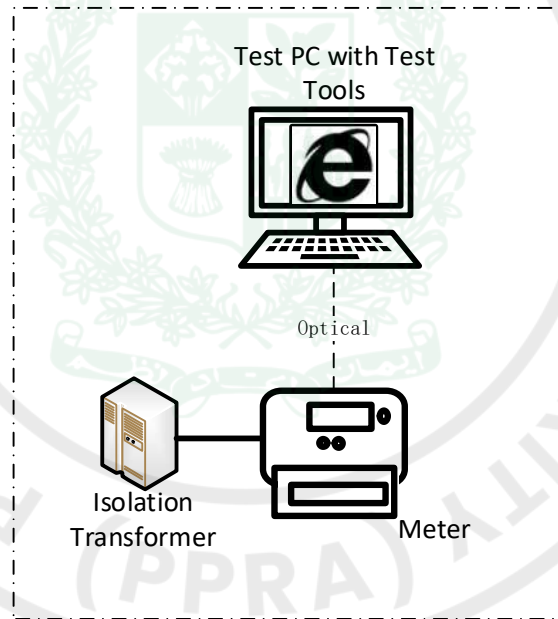 Test PC with Test
Tools
Optical
Isolation
Transformer
Meter
(PPRA)